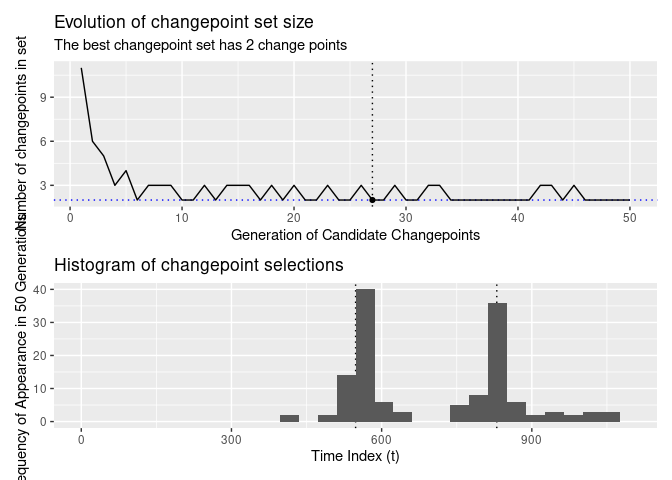 Evolution of changepoint set size
The best changepoint set has 2 change points
Number of changepoints in set
9
6
3
0 10 20 30 40 50
Generation of Candidate Changepoints
Histogram of changepoint selections
equency of Appearance in 50 Generations
40
30
20
10
0
0 300 600 900
Time Index (t)